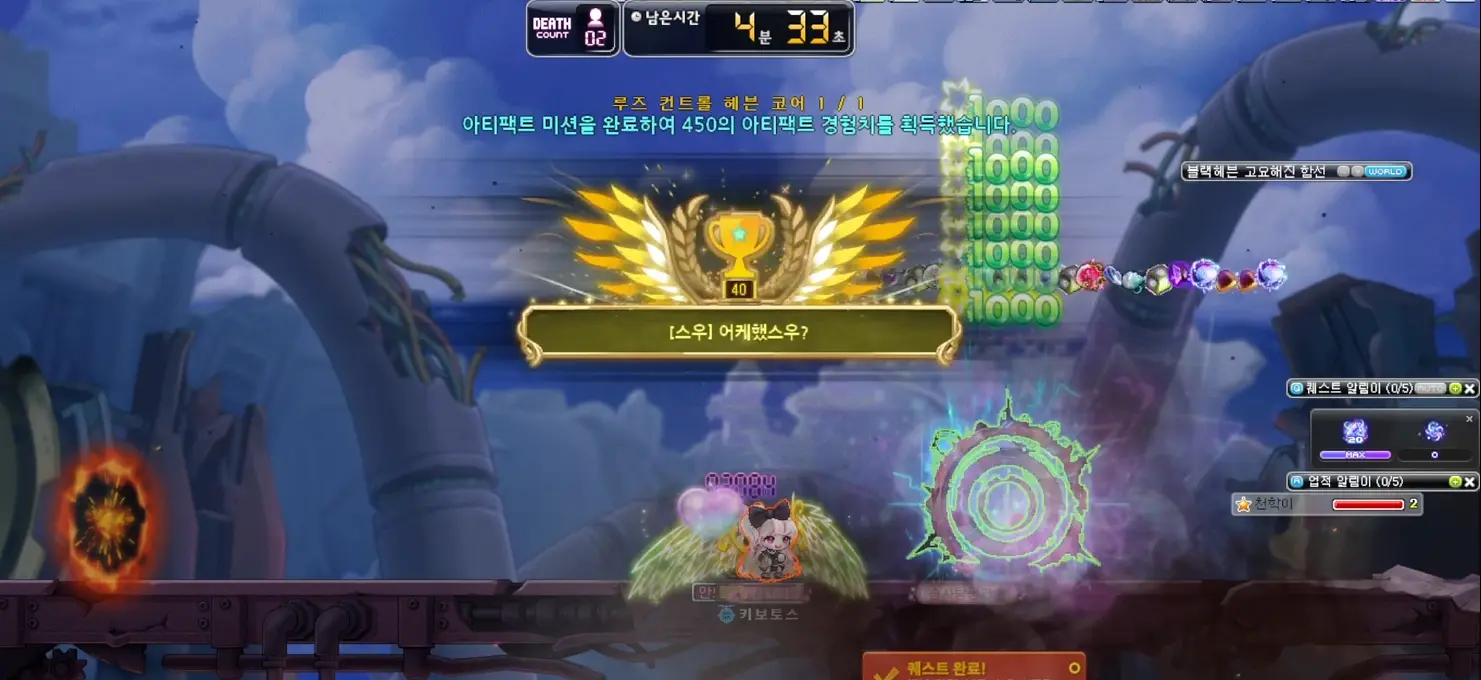 DEATH
COUNT
02
남은시간
4분 33초
루즈 컨트롤 헤븐 코어 1 / 1
아티팩트 미션을 완료하여 450의 아티팩트 경험치를 획득했습니다.
1000
1000
1000
1000
1000
1000
1000
블랙헤븐 고요해진 함선
WORLD
40
[스우] 어케했스우?
퀘스트 알림이 (0/5)
AUTO
20
MAX
0
업적 알림이 (0/5)
천학이
2
키보토스
퀘스트 완료!